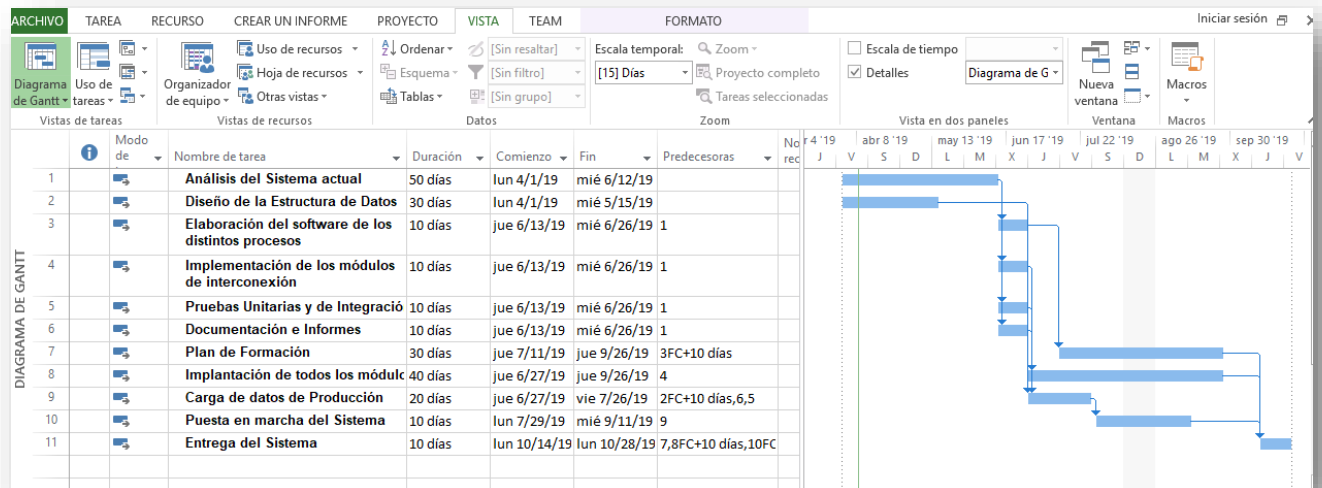 ARCHIVO TAREA RECURSO CREAR UN INFORME PROYECTO VISTA TEAM FORMATO Iniciar sesión
Diagrama de Gantt
Uso de tareas
Vistas de tareas
Organizador de equipo
Uso de recursos
Hoja de recursos
Otras vistas
Vistas de recursos
Ordenar
Esquema
Tablas
[Sin resaltar]
[Sin filtro]
[Sin grupo]
Datos
Escala temporal:
[15] Días
Zoom
Proyecto completo
Tareas seleccionadas
Zoom
Escala de tiempo
Detalles Diagrama de G
Vista en dos paneles
Nueva ventana
Ventana
Macros
Macros
Modo de Nombre de tarea Duración Comienzo Fin Predecesoras No rec
r 4 '19 abr 8 '19 may 13 '19 jun 17 '19 jul 22 '19 ago 26 '19 sep 30 '19
J V S D L M X J V S D L M X J V
DIAGRAMA DE GANTT
1 Análisis del Sistema actual 50 días lun 4/1/19 mié 6/12/19
2 Diseño de la Estructura de Datos 30 días lun 4/1/19 mié 5/15/19
3 Elaboración del software de los distintos procesos 10 días jue 6/13/19 mié 6/26/19 1
4 Implementación de los módulos de interconexión 10 días jue 6/13/19 mié 6/26/19 1
5 Pruebas Unitarias y de Integració 10 días jue 6/13/19 mié 6/26/19 1
6 Documentación e Informes 10 días jue 6/13/19 mié 6/26/19 1
7 Plan de Formación 30 días jue 7/11/19 jue 9/26/19 3FC+10 días
8 Implantación de todos los módulc 40 días jue 6/27/19 jue 9/26/19 4
9 Carga de datos de Producción 20 días jue 6/27/19 vie 7/26/19 2FC+10 días,6,5
10 Puesta en marcha del Sistema 10 días lun 7/29/19 mié 9/11/19 9
11 Entrega del Sistema 10 días lun 10/14/19 lun 10/28/19 7,8FC+10 días,10FC